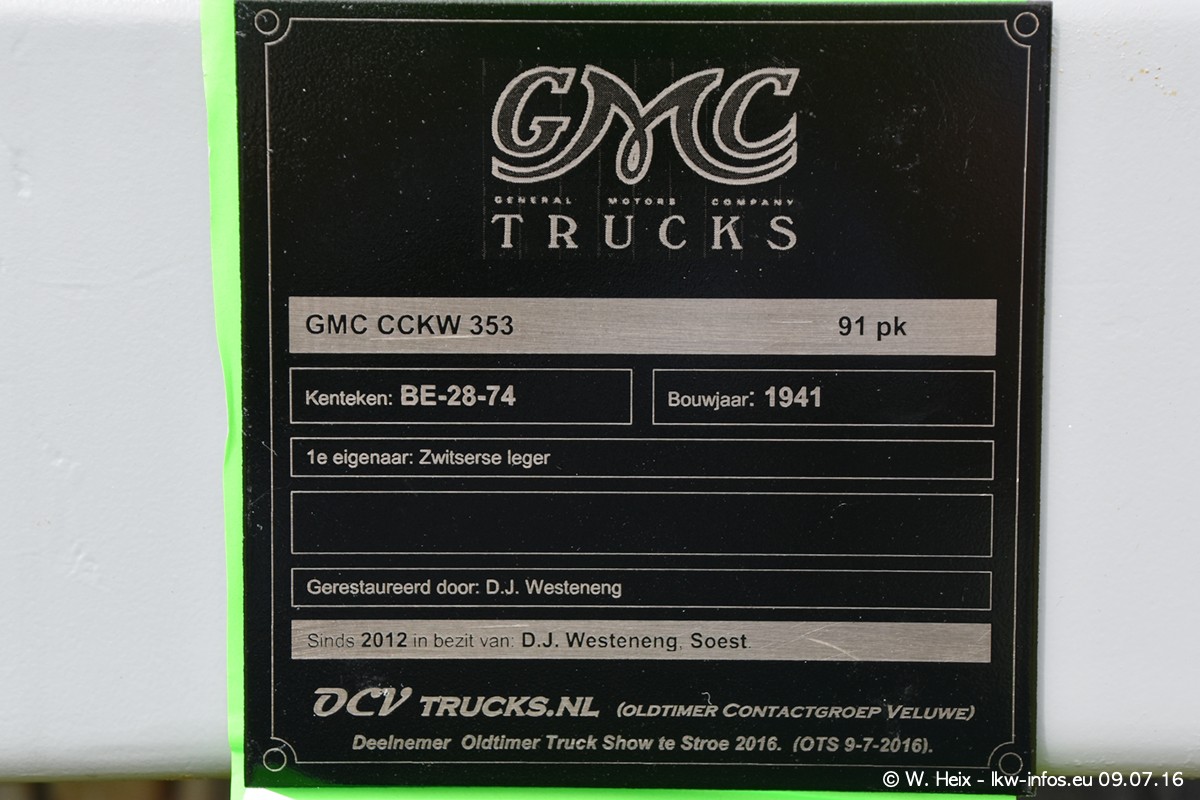 GMC
GENERAL MOTORS COMPANY
TRUCKS
GMC CCKW 353 91 pk
Kenteken: BE-28-74 Bouwjaar: 1941
1e eigenaar: Zwitserse leger
Gerestaureerd door: D.J. Westeneng
Sinds 2012 in bezit van: D.J. Westeneng, Soest.
OCV TRUCKS.NL (OLDTIMER CONTACTGROEP VELUWE)
Deelnemer Oldtimer Truck Show te Stroe 2016. (OTS 9-7-2016).
© W. Heix - lkw-infos.eu 09.07.16